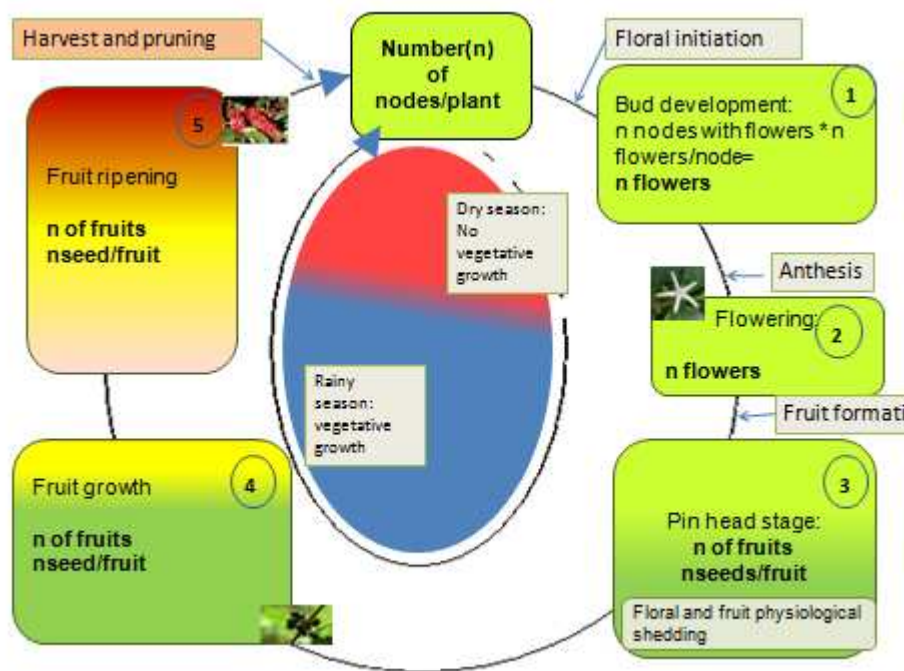 Harvest and pruning
Number(n)
of
nodes/plant
Floral initiation
1
Bud development:
n nodes with flowers * n
flowers/node=
n flowers
Anthesis
2
Flowering:
n flowers
Fruit formati
3
Pin head stage:
n of fruits
nseeds/fruit
Floral and fruit physiological
shedding
4
Fruit growth
n of fruits
nseed/fruit
5
Fruit ripening
n of fruits
nseed/fruit
Dry season:
No
vegetative
growth
Rainy
season:
vegetative
growth